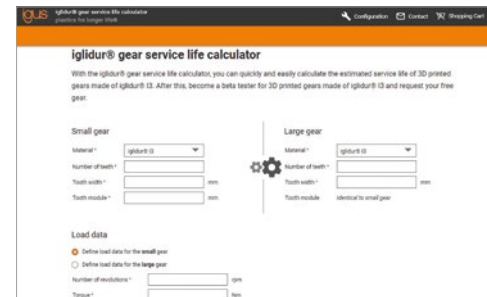 igus
iglidur® gear service life calculator
plastics for longer life®
Configuration Contact Shopping Cart
iglidur® gear service life calculator
With the iglidur® gear service life calculator, you can quickly and easily calculate the estimated service life of 3D printed
gears made of iglidur® I3. After this, become a beta tester for 3D printed gears made of iglidur® I3 and request your free
gear.
Small gear Large gear
Material * iglidur® I3 Material * iglidur® I3
Number of teeth * Number of teeth *
Tooth width * mm Tooth width * mm
Tooth module * mm Tooth module identical to small gear
Load data
Define load data for the small gear
Define load data for the large gear
Number of revolutions * rpm
Torque * Nm